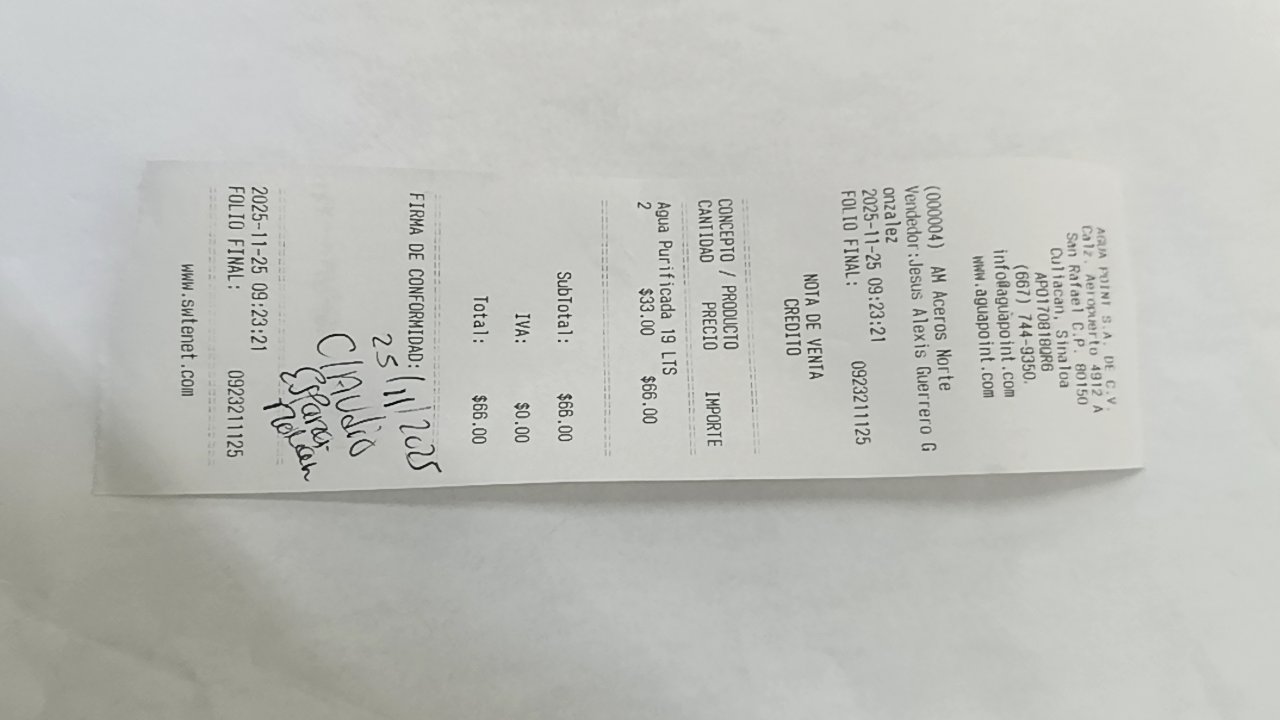 AGUA POINT S.A. DE C.V.
Calz. Aeropuerto 4912 A
San Rafael C.P. 80150
Culiacan, Sinaloa
APO170818QR6
(667) 744-9350.
info@aguapoint.com
www.aguapoint.com
(000004) AM Aceros Norte
Vendedor:Jesus Alexis Guerrero G
onzalez
2025-11-25 09:23:21
FOLIO FINAL: 0923211125
NOTA DE VENTA
CREDITO
CONCEPTO / PRODUCTO
CANTIDAD PRECIO IMPORTE
Agua Purificada 19 LTS
2 $33.00 $66.00
SubTotal: $66.00
IVA: $0.00
Total: $66.00
FIRMA DE CONFORMIDAD:
25/11/2025
Claudio
2025-11-25 09:23:21
FOLIO FINAL: 0923211125
www.swtenet.com